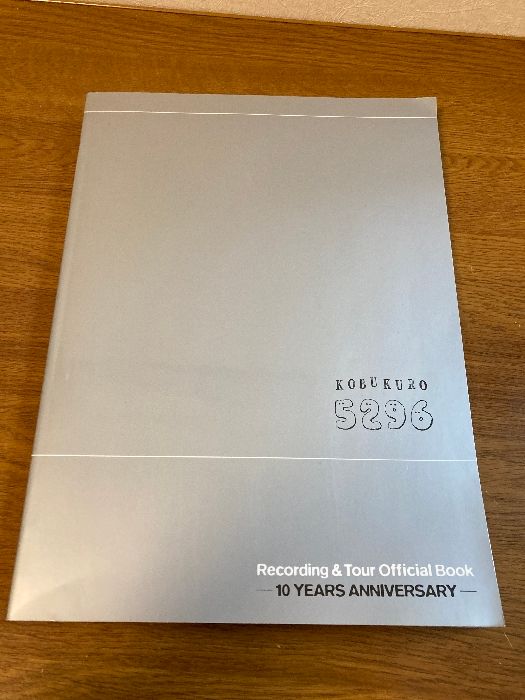 KOBUKURO
5296
Recording & Tour Official Book
— 10 YEARS ANNIVERSARY —